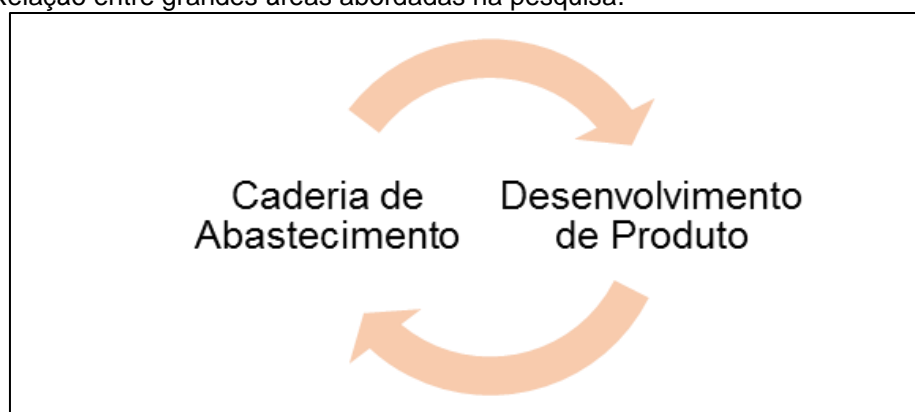 Relação entre grandes áreas abordadas na pesquisa.
Caderia de
Abastecimento
Desenvolvimento
de Produto